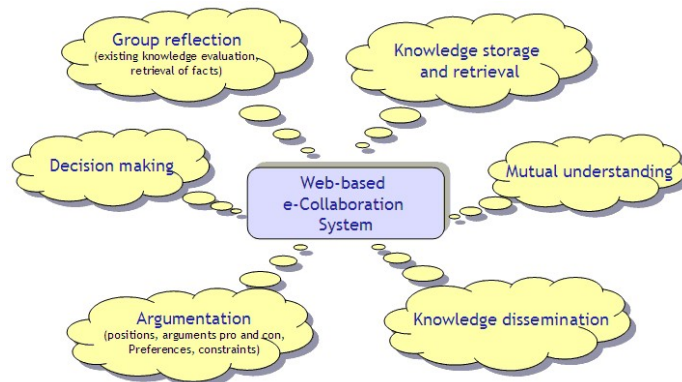 Group reflection
(existing knowledge evaluation,
retrieval of facts)
Knowledge storage
and retrieval
Decision making
Web-based
e-Collaboration
System
Mutual understanding
Argumentation
(positions, arguments pro and con,
Preferences, constraints)
Knowledge dissemination